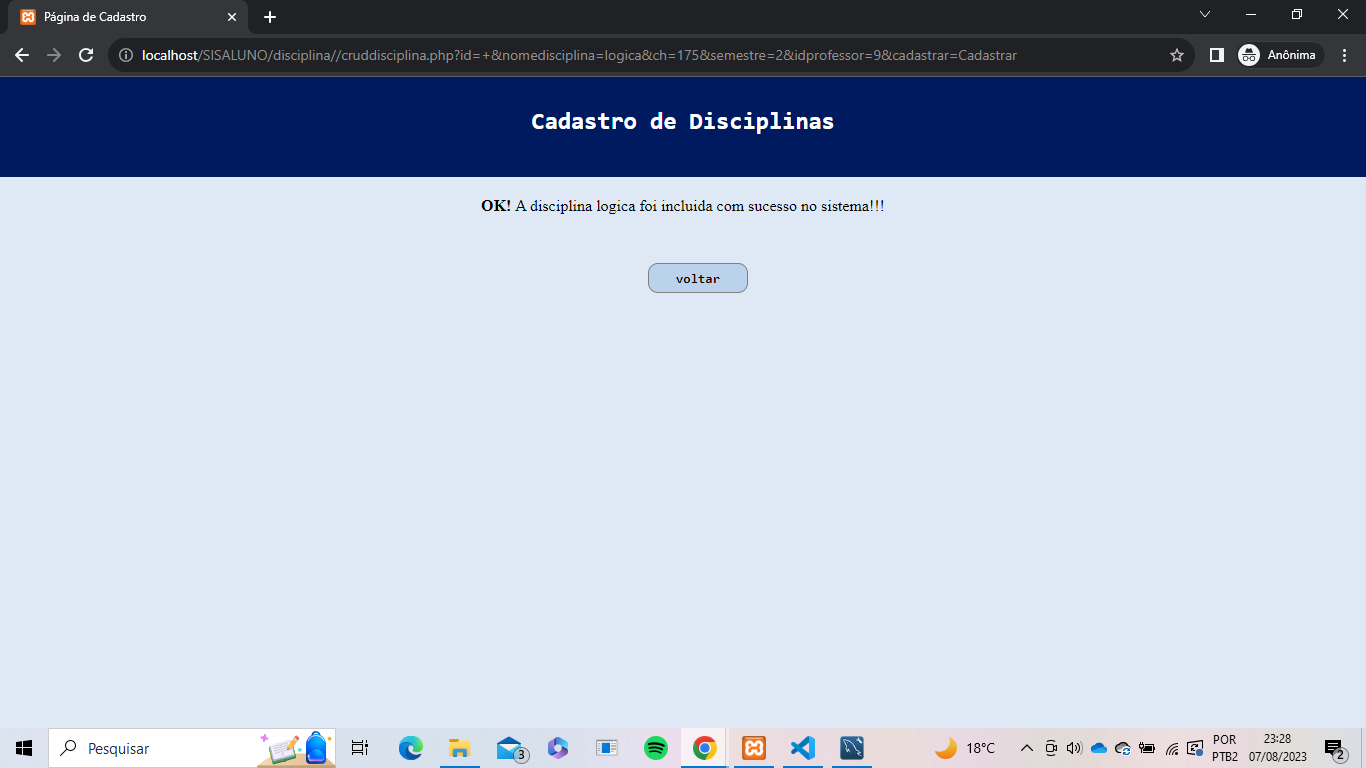 Página de Cadastro
localhost/SISALUNO/disciplina//cruddisciplina.php?id=+&nomedisciplina=logica&ch=175&semestre=2&idprofessor=9&cadastrar=Cadastrar
Anônima
Cadastro de Disciplinas
OK! A disciplina logica foi incluida com sucesso no sistema!!!
voltar
Pesquisar
3
18°C
POR
PTB2
23:28
07/08/2023
2